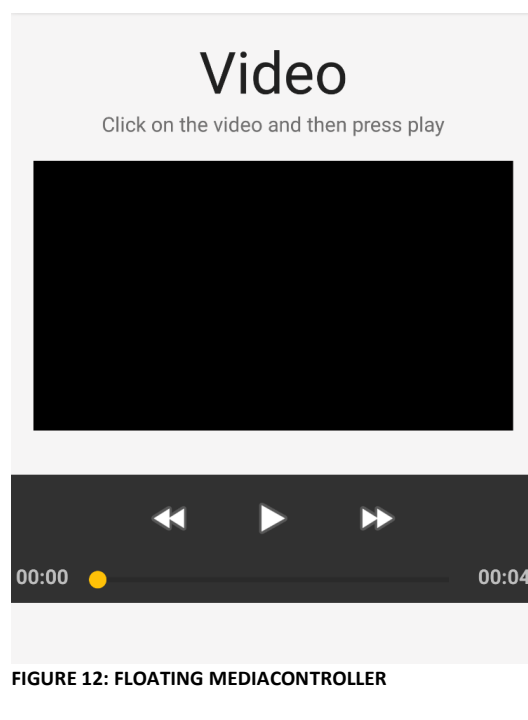 Video
Click on the video and then press play
00:00 00:04
FIGURE 12: FLOATING MEDIACONTROLLER